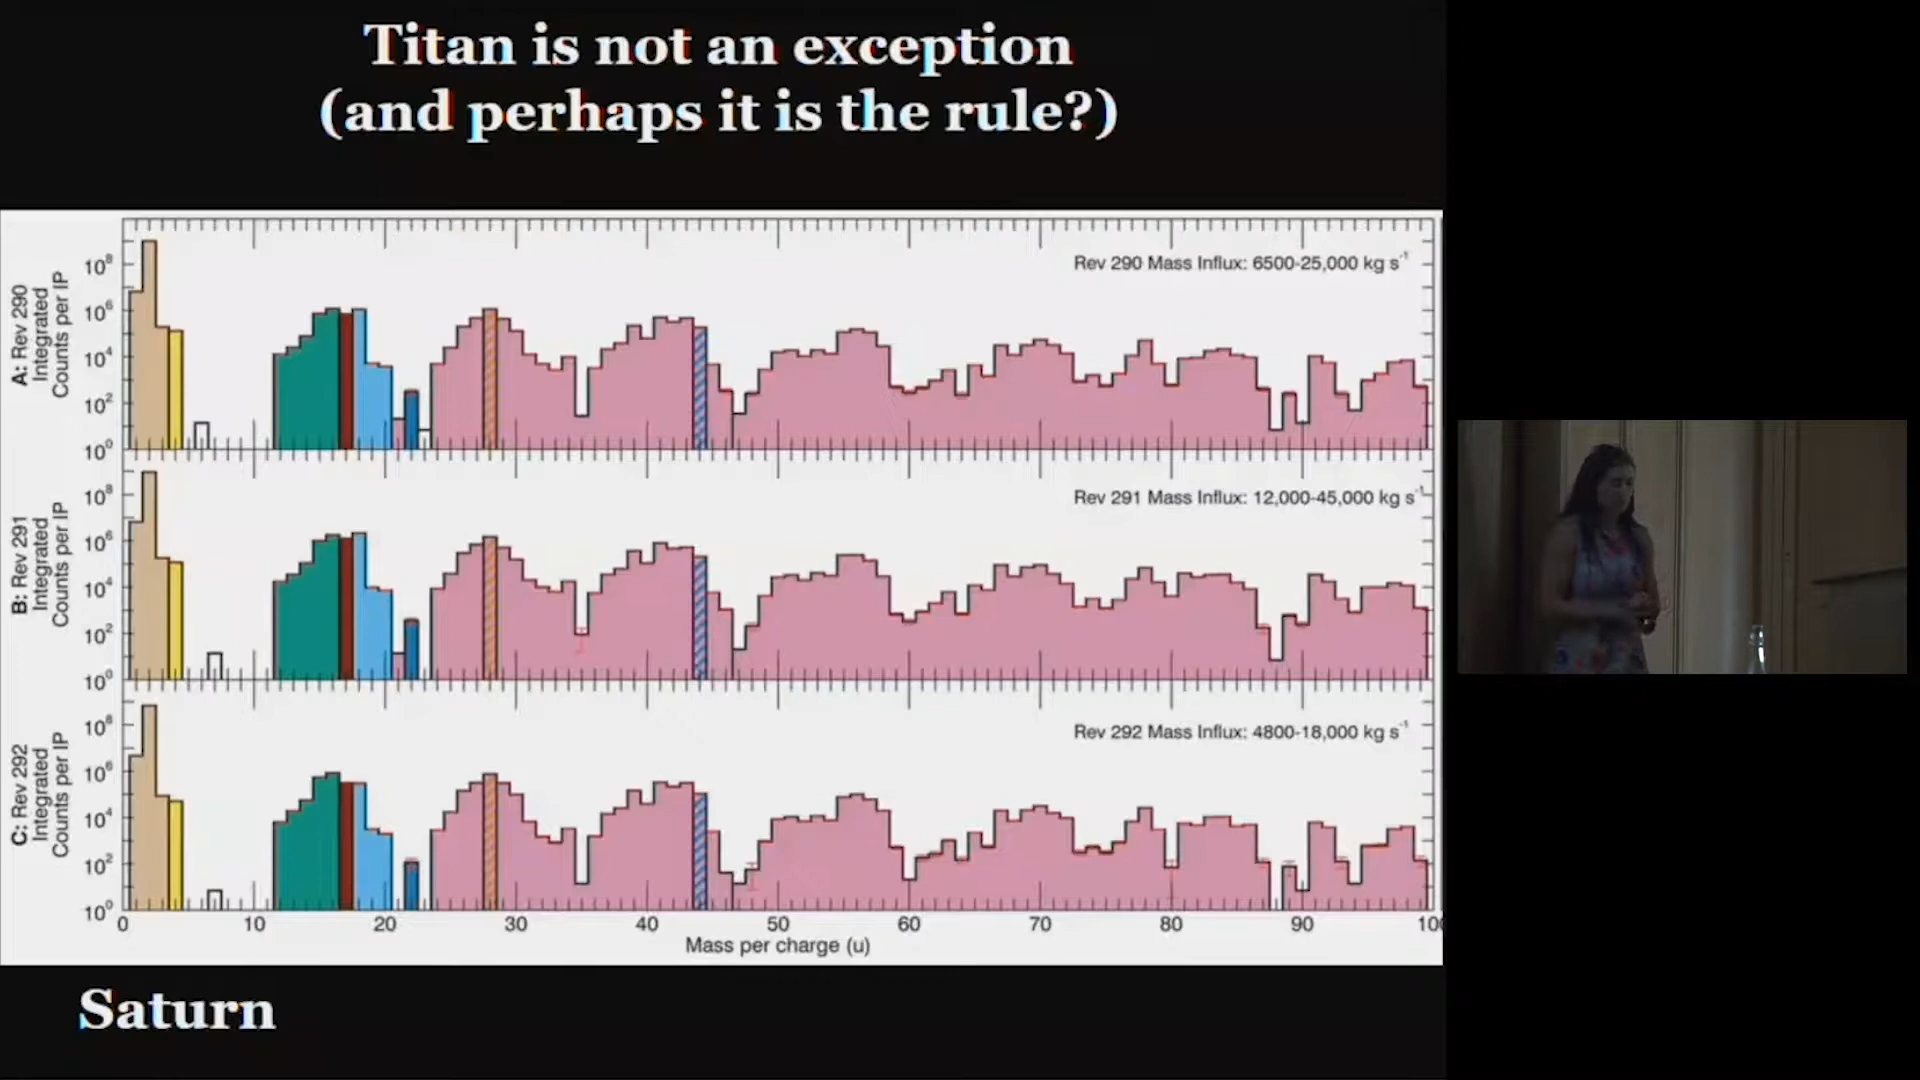 Titan is not an exception
(and perhaps it is the rule?)
A: Rev 290
Integrated
Counts per IP
10⁸
10⁶
10⁴
10²
10⁰
Rev 290 Mass Influx: 6500-25,000 kg s⁻¹
B: Rev 291
Integrated
Counts per IP
10⁸
10⁶
10⁴
10²
10⁰
Rev 291 Mass Influx: 12,000-45,000 kg s⁻¹
C: Rev 292
Integrated
Counts per IP
10⁸
10⁶
10⁴
10²
10⁰
Rev 292 Mass Influx: 4800-18,000 kg s⁻¹
0 10 20 30 40 50 60 70 80 90 100
Mass per charge (u)
Saturn